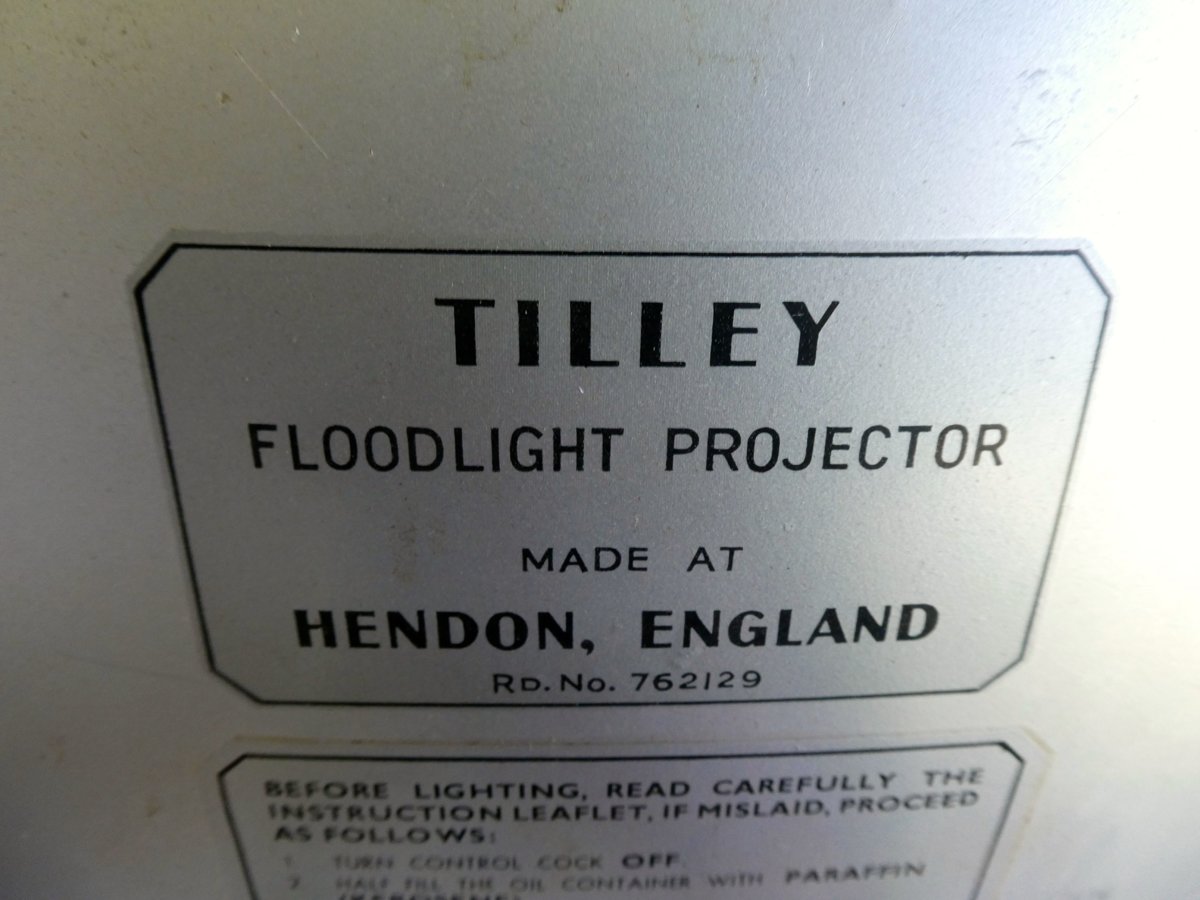 TILLEY
FLOODLIGHT PROJECTOR
MADE AT
HENDON, ENGLAND
RD. No. 762129
BEFORE LIGHTING, READ CAREFULLY THE
INSTRUCTION LEAFLET, IF MISLAID, PROCEED
AS FOLLOWS:
1. TURN CONTROL COCK OFF.
2. HALF FILL THE OIL CONTAINER WITH PARAFFIN